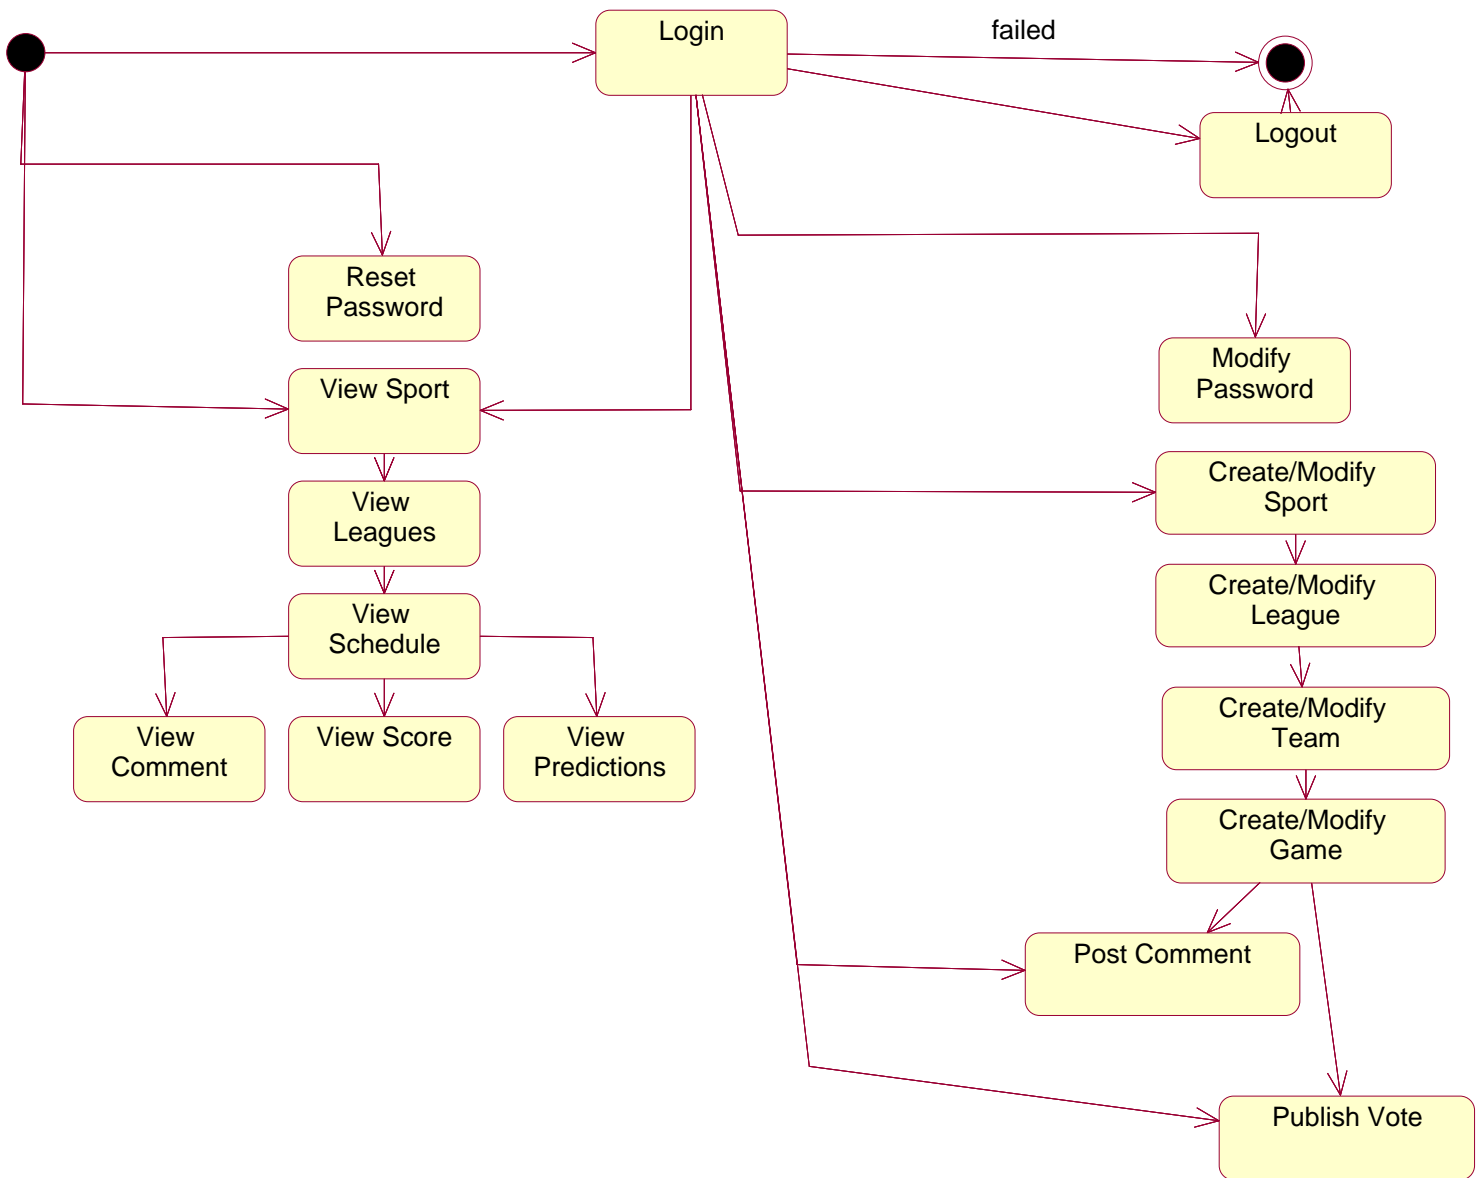 Login
failed
Logout
Reset
Password
Modify
Password
View Sport
View
Leagues
Create/Modify
Sport
Create/Modify
League
View
Schedule
Create/Modify
Team
View
Comment
View Score
View
Predictions
Create/Modify
Game
Post Comment
Publish Vote